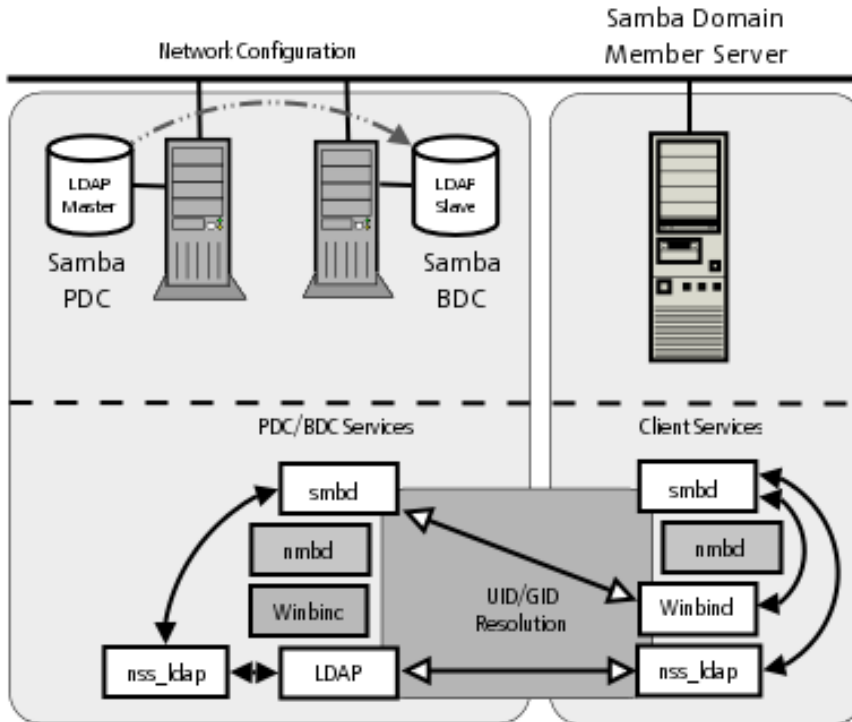 Samba Domain
Member Server
Network Configuration
LDAP
Master
LDAP
Slave
Samba
PDC
Samba
BDC
PDC/BDC Services
Client Services
smbd
smbd
nmbd
nmbd
Winbinc
UID/GID
Resolution
Winbind
nss_ldap
LDAP
nss_ldap